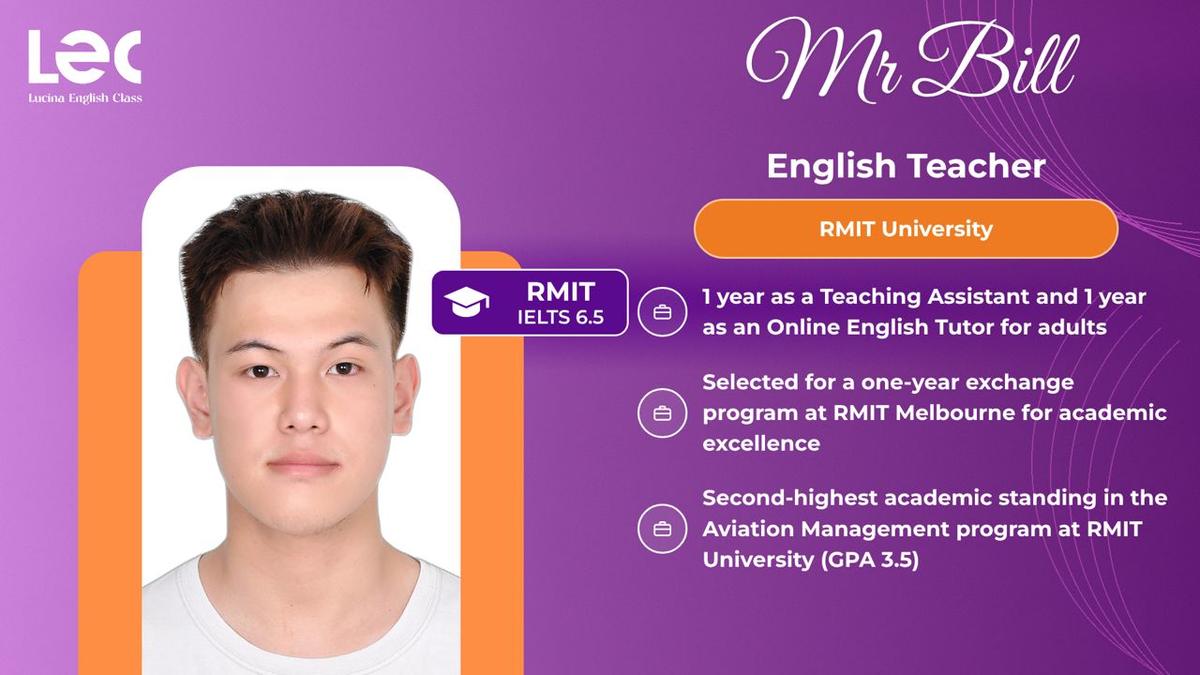 LEC
Lucina English Class
Mr Bill
English Teacher
RMIT University
RMIT
IELTS 6.5
1 year as a Teaching Assistant and 1 year
as an Online English Tutor for adults
Selected for a one-year exchange
program at RMIT Melbourne for academic
excellence
Second-highest academic standing in the
Aviation Management program at RMIT
University (GPA 3.5)